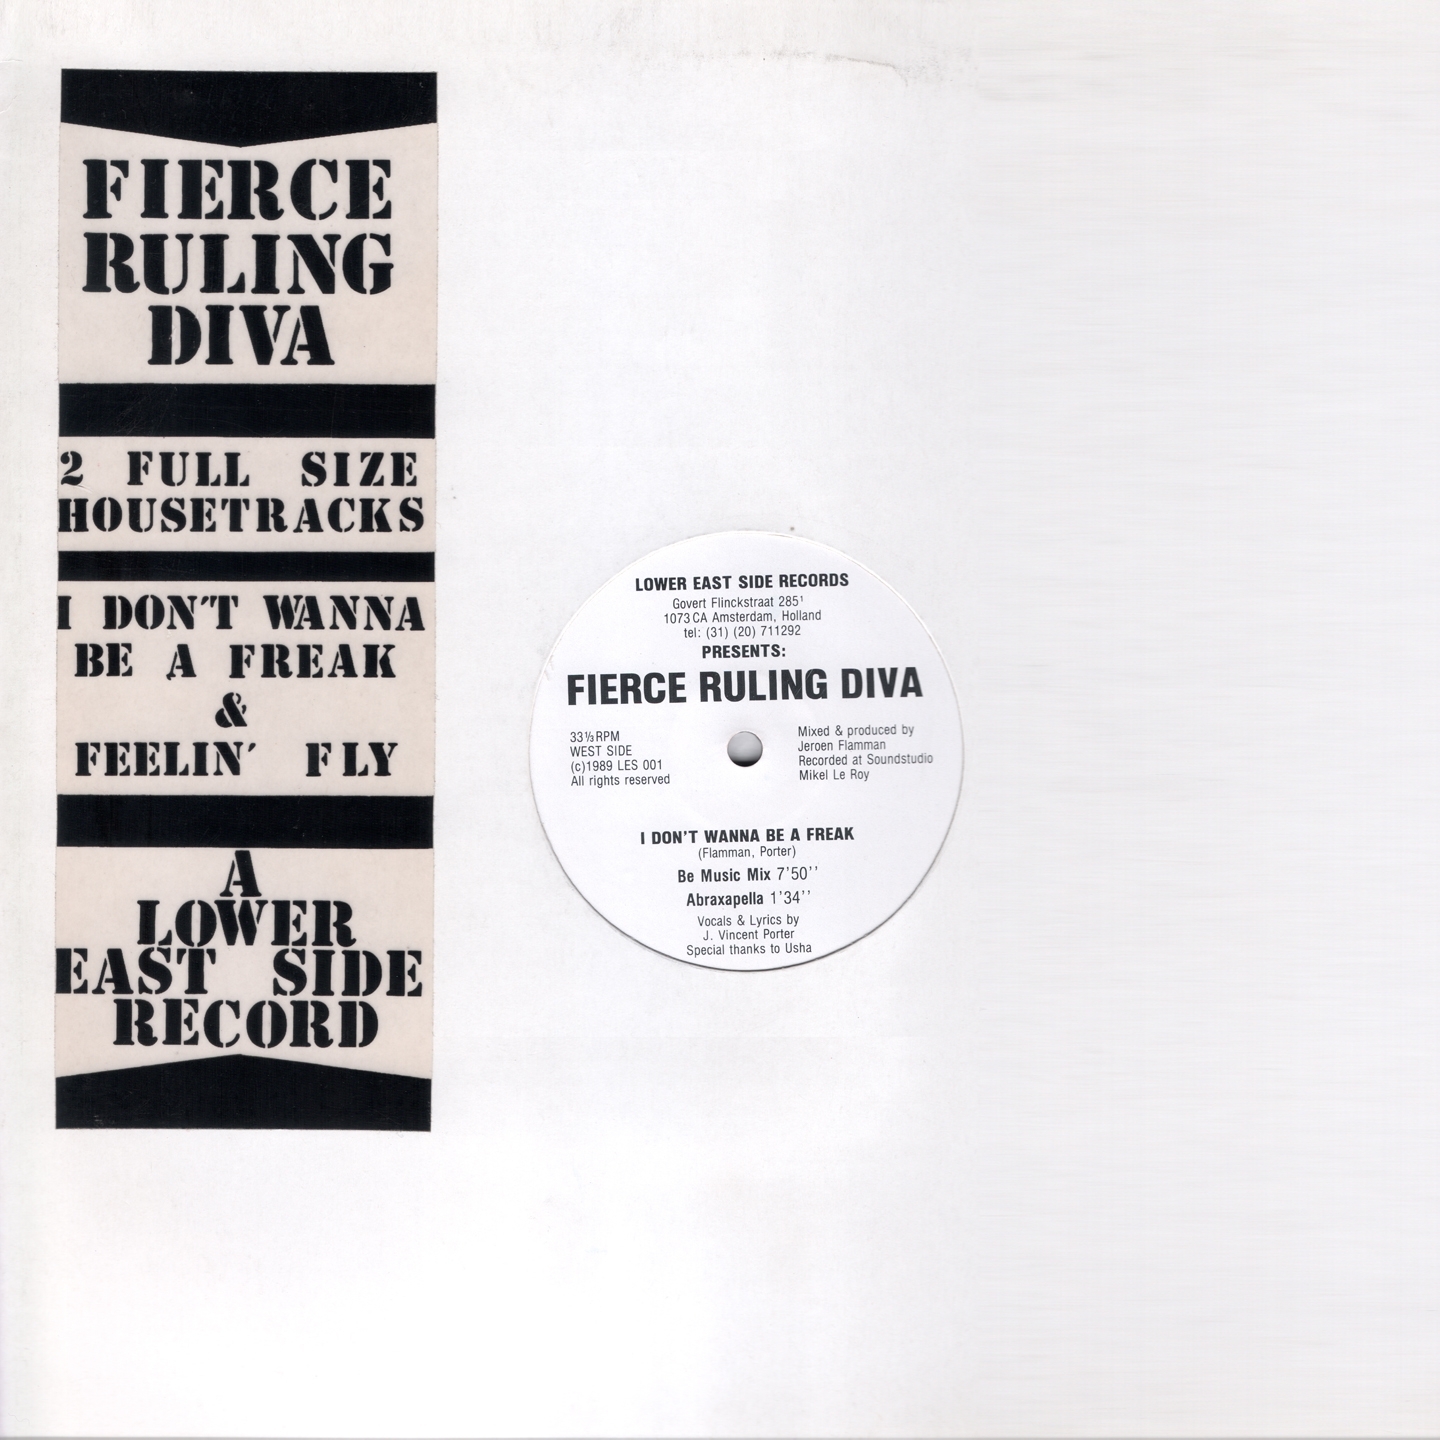 FIERCE
RULING
DIVA
2 FULL SIZE
HOUSETRACKS
I DON'T WANNA
BE A FREAK
&
FEELIN' FLY
A
LOWER
EAST SIDE
RECORD
LOWER EAST SIDE RECORDS
Govert Flinckstraat 285¹
1073 CA Amsterdam, Holland
tel: (31) (20) 711292
PRESENTS:
FIERCE RULING DIVA
33⅓ RPM
WEST SIDE
(c)1989 LES 001
All rights reserved
Mixed & produced by
Jeroen Flamman
Recorded at Soundstudio
Mikel Le Roy
I DON'T WANNA BE A FREAK
(Flamman, Porter)
Be Music Mix 7'50''
Abraxapella 1'34''
Vocals & Lyrics by
J. Vincent Porter
Special thanks to Usha